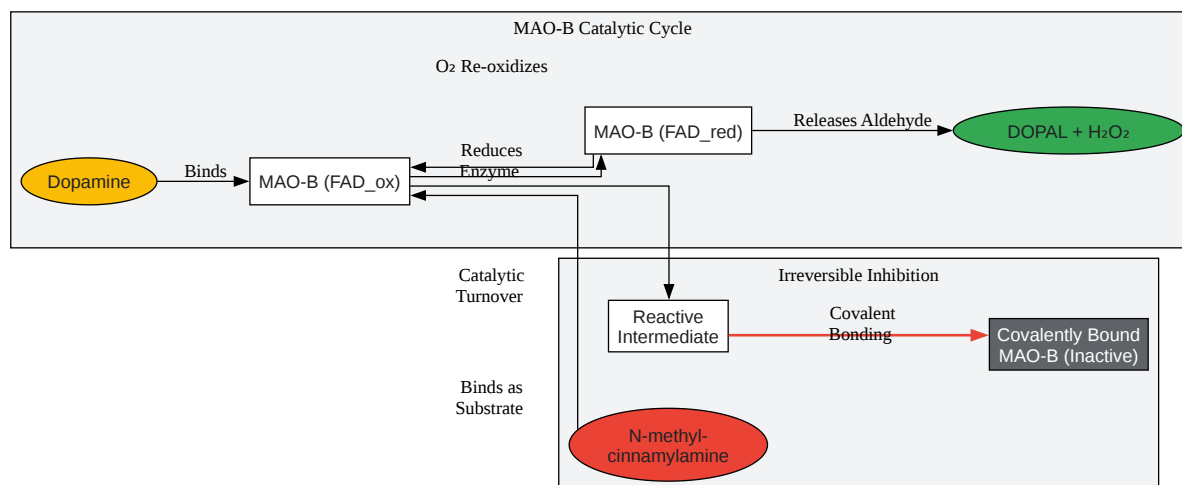 MAO-B Catalytic Cycle
O₂ Re-oxidizes
MAO-B (FAD_red)
Releases Aldehyde
DOPAL + H₂O₂
Reduces
Enzyme
Dopamine
Binds
MAO-B (FAD_ox)
Catalytic
Turnover
Irreversible Inhibition
Reactive
Intermediate
Covalent
Bonding
Covalently Bound
MAO-B (Inactive)
Binds as
Substrate
N-methyl-
cinnamylamine